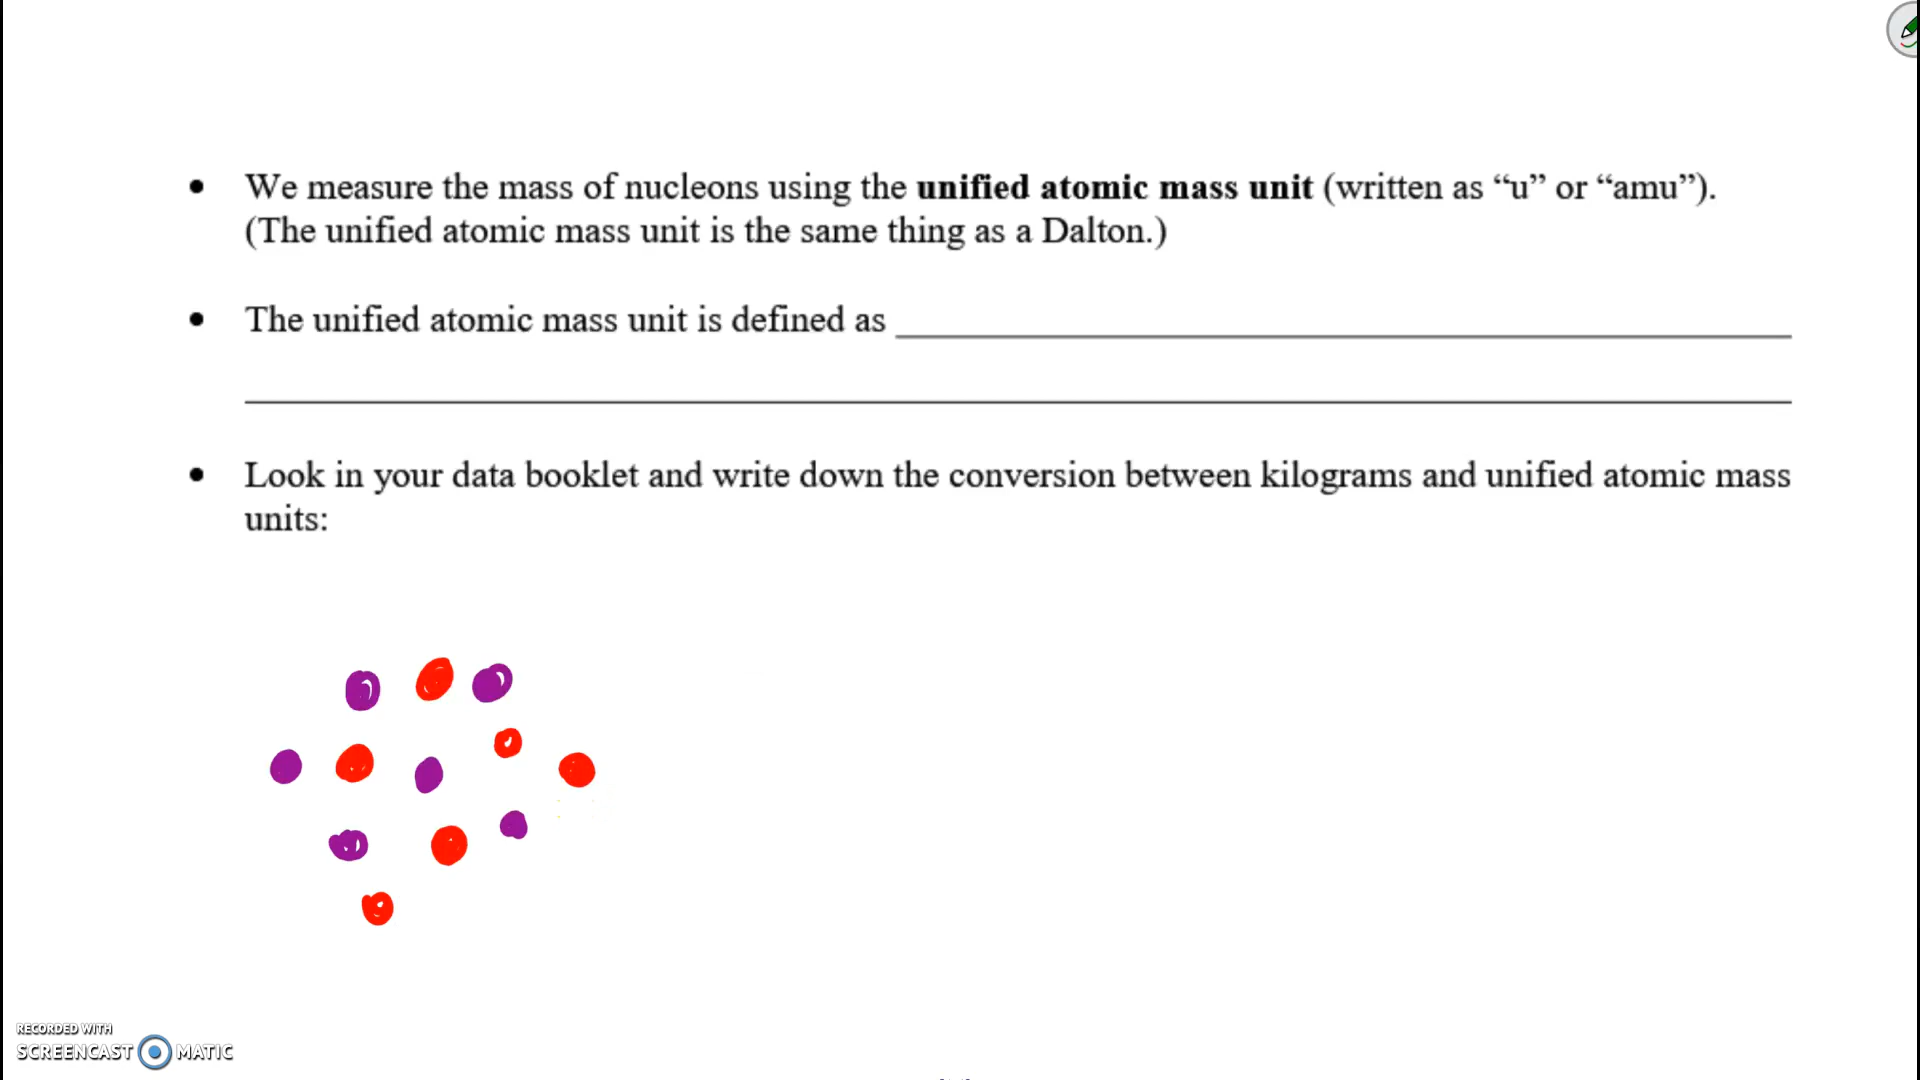 • We measure the mass of nucleons using the unified atomic mass unit (written as “u” or “amu”).
(The unified atomic mass unit is the same thing as a Dalton.)
• The unified atomic mass unit is defined as
• Look in your data booklet and write down the conversion between kilograms and unified atomic mass
units:
RECORDED WITH
SCREENCAST MATIC